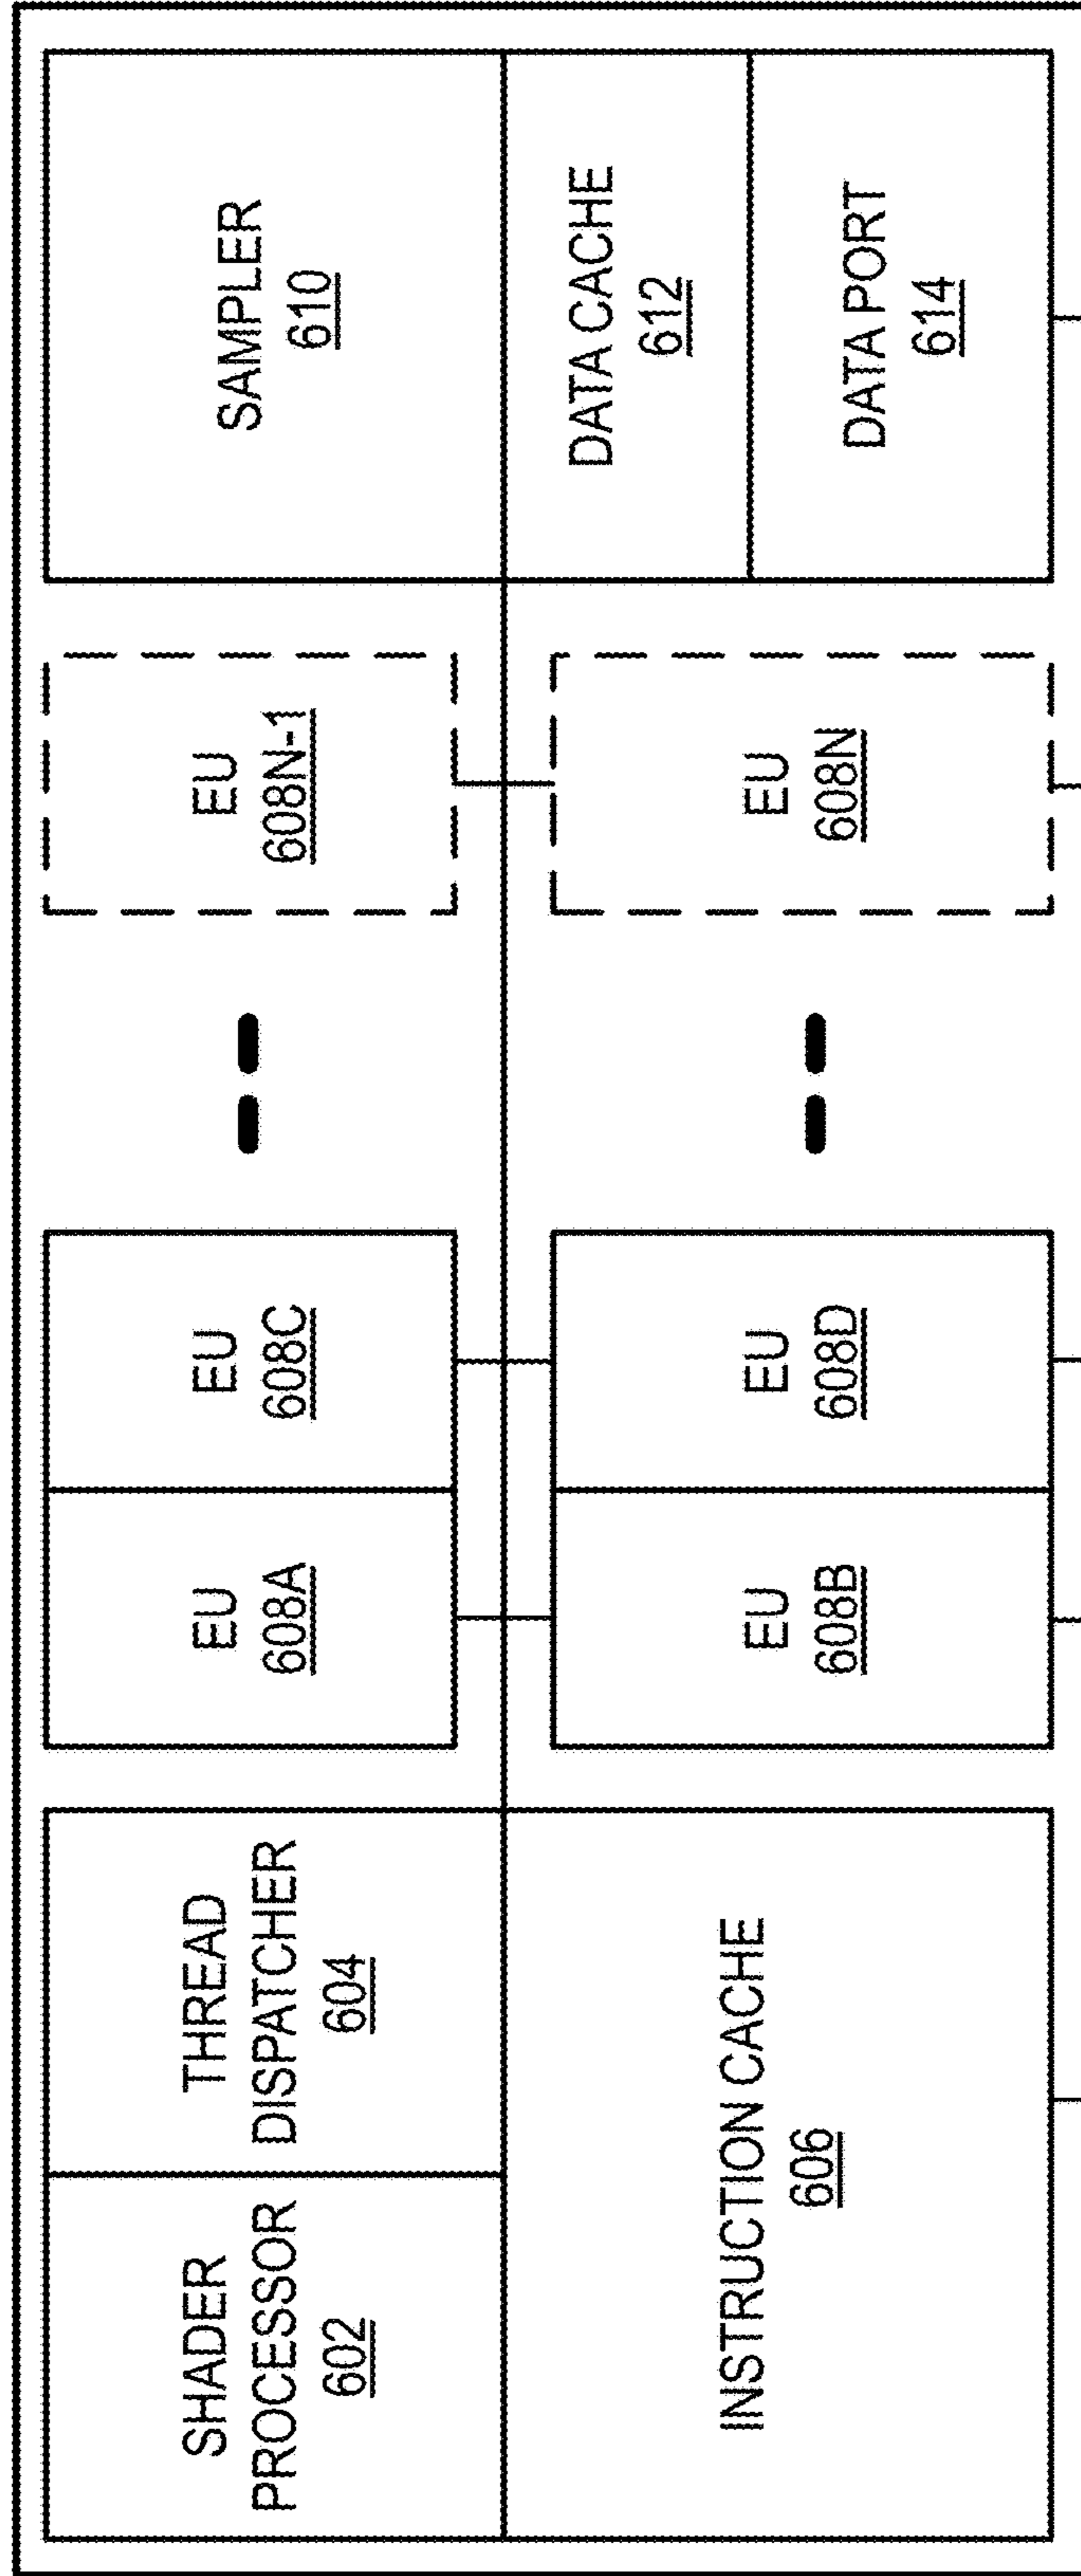 SHADER
PROCESSOR
602
THREAD
DISPATCHER
604
INSTRUCTION CACHE
606
EU
608A
EU
608C
EU
608B
EU
608D
EU
608N-1
EU
608N
SAMPLER
610
DATA CACHE
612
DATA PORT
614